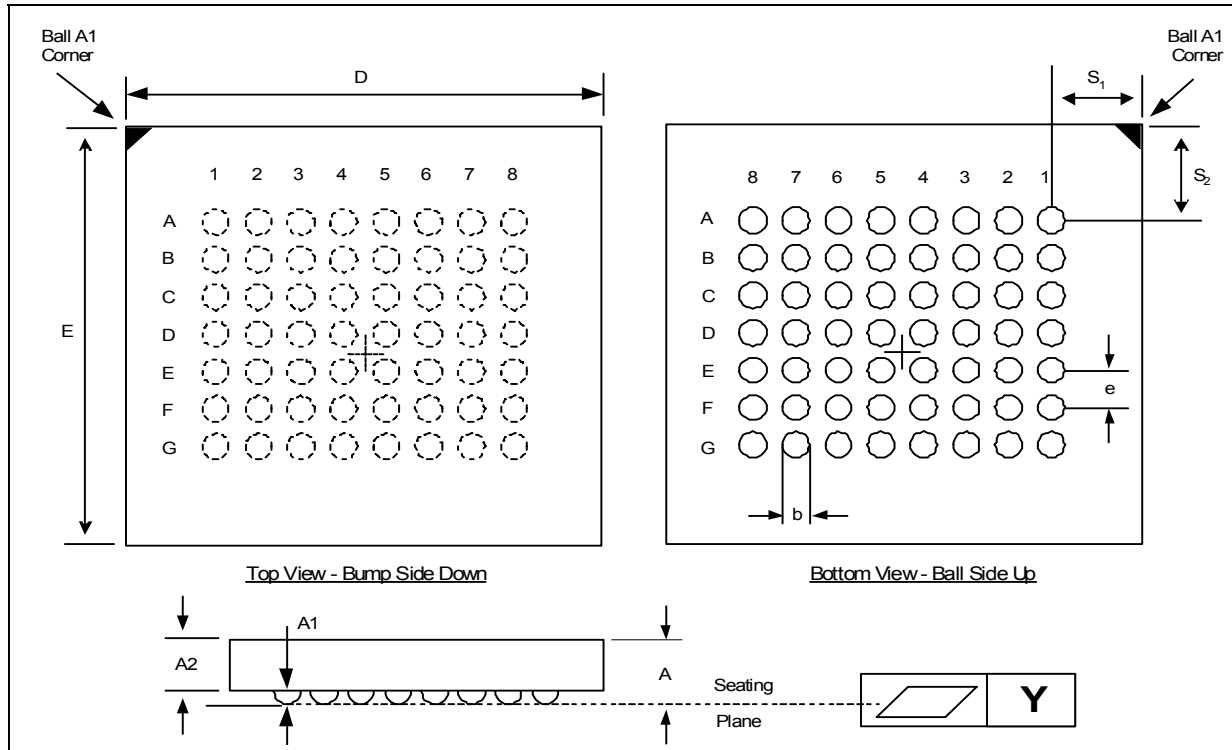 Ball A1
Corner
D
E
1 2 3 4 5 6 7 8
A
B
C
D
E
F
G
Top View - Bump Side Down
Ball A1
Corner
S1
S2
8 7 6 5 4 3 2 1
A
B
C
D
E
F
G
e
b
Bottom View - Ball Side Up
A1
A2
A
Seating
Plane
Y